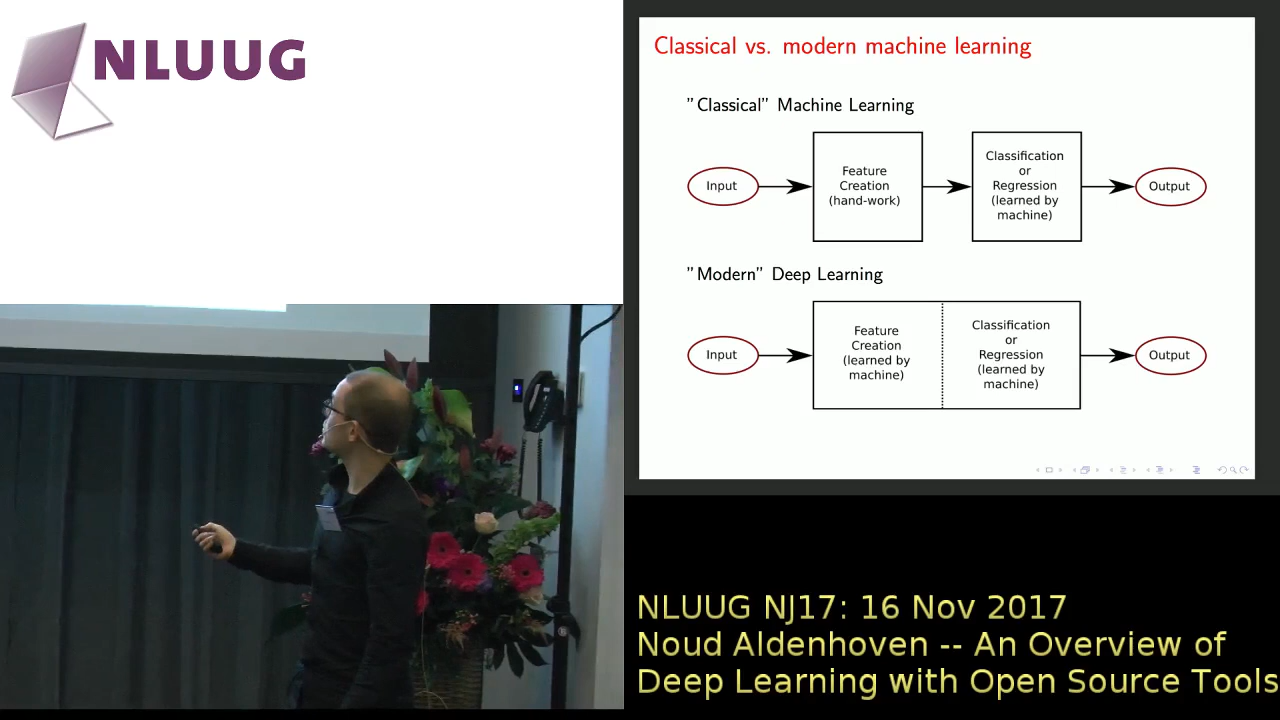 NLUUG
Classical vs. modern machine learning
"Classical" Machine Learning
Input
Feature
Creation
(hand-work)
Classification
or
Regression
(learned by
machine)
Output
"Modern" Deep Learning
Input
Feature
Creation
(learned by
machine)
Classification
or
Regression
(learned by
machine)
Output
NLUUG NJ17: 16 Nov 2017
Noud Aldenhoven -- An Overview of
Deep Learning with Open Source Tools